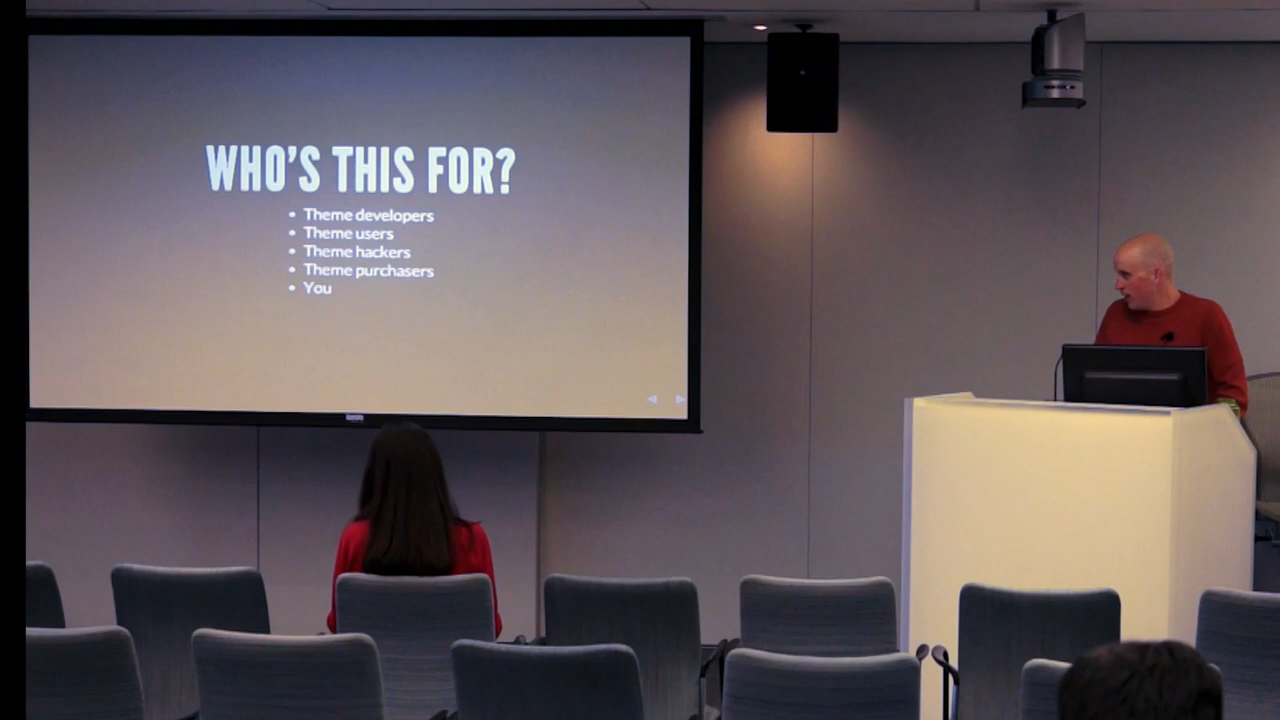 WHO'S THIS FOR?
• Theme developers
• Theme users
• Theme hackers
• Theme purchasers
• You